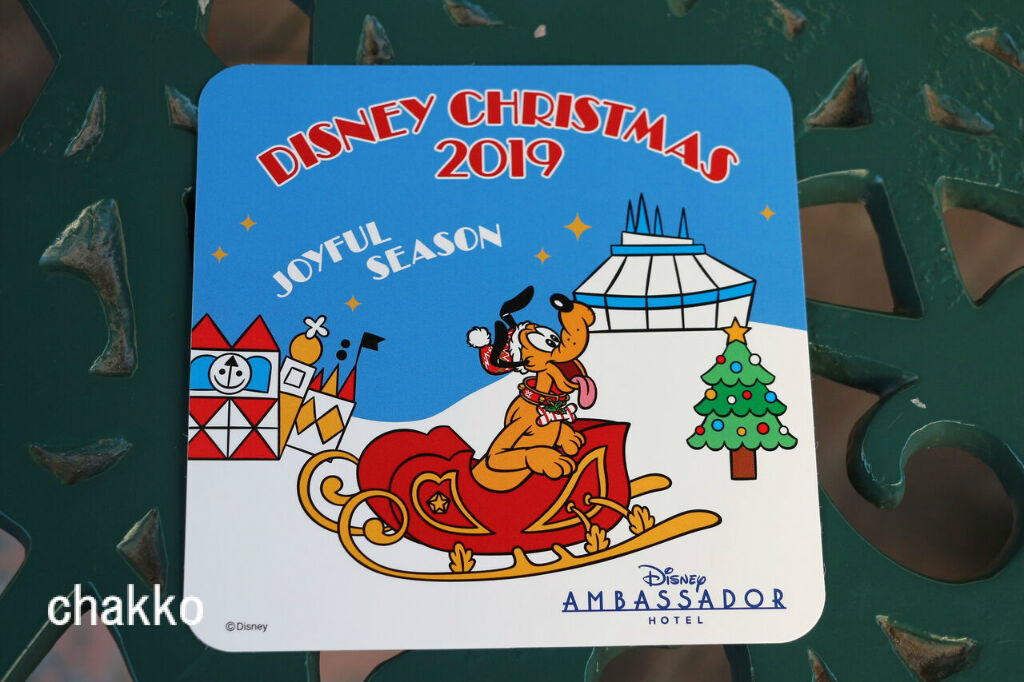 DISNEY CHRISTMAS
2019
JOYFUL
SEASON
Disney
AMBASSADOR
HOTEL
©Disney
chakko